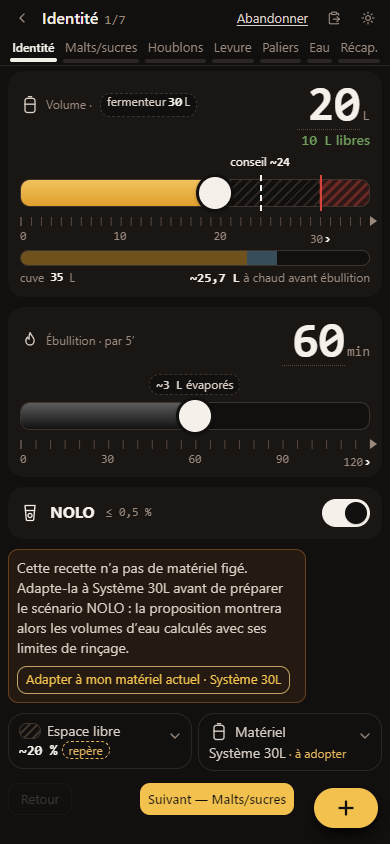 Identité 1/7
Abandonner
Identité Malts/sucres Houblons Levure Paliers Eau Récap.
Volume · fermenteur 30 L
20 L
10 L libres
conseil ~24
0 10 20 30
cuve 35 L
~25,7 L à chaud avant ébullition
Ébullition · par 5′
60 min
~3 L évaporés
0 30 60 90 120
NOLO ≤ 0,5 %
Cette recette n’a pas de matériel figé.
Adapte-la à Système 30L avant de préparer
le scénario NOLO : la proposition montrera
alors les volumes d’eau calculés avec ses
limites de rinçage.
Adapter à mon matériel actuel · Système 30L
Espace libre
~20 % repère
Matériel
Système 30L · à adopter
Retour
Suivant — Malts/sucres